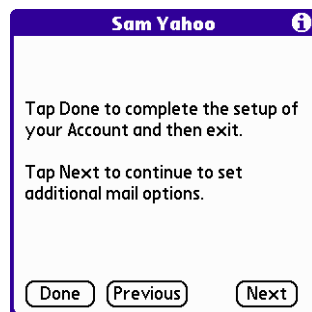 Sam Yahoo
Tap Done to complete the setup of
your Account and then exit.
Tap Next to continue to set
additional mail options.
Done Previous Next